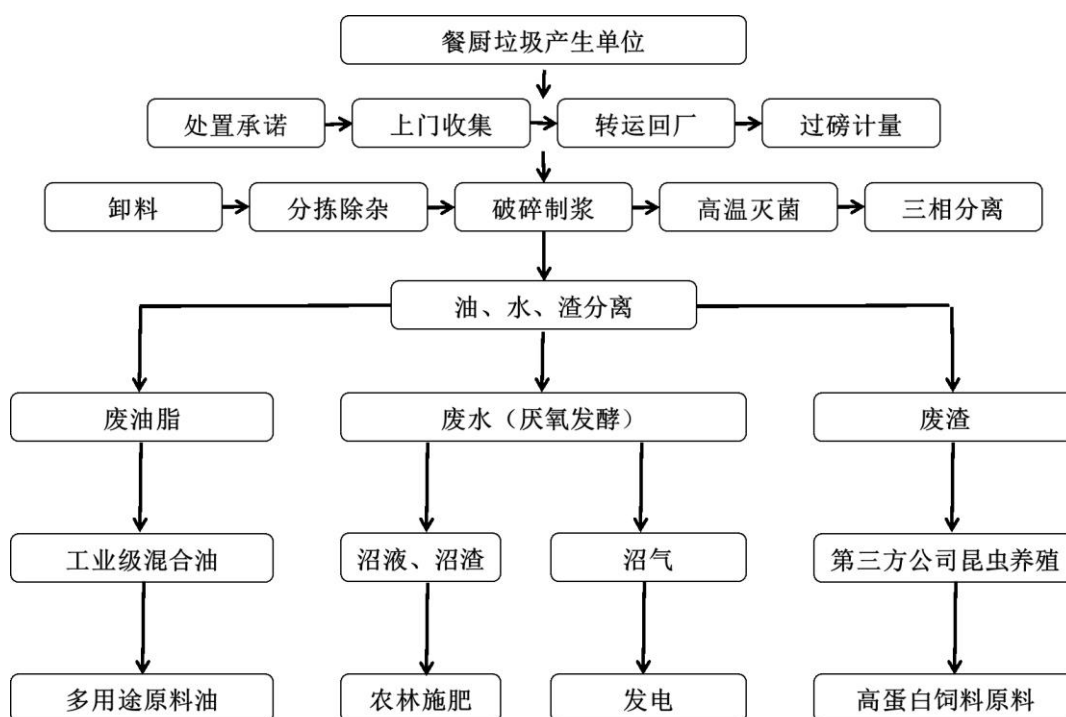 餐厨垃圾产生单位
处置承诺
上门收集
转运回厂
过磅计量
卸料
分拣除杂
破碎制浆
高温灭菌
三相分离
油、水、渣分离
废油脂
废水（厌氧发酵）
废渣
工业级混合油
沼液、沼渣
沼气
第三方公司昆虫养殖
多用途原料油
农林施肥
发电
高蛋白饲料原料